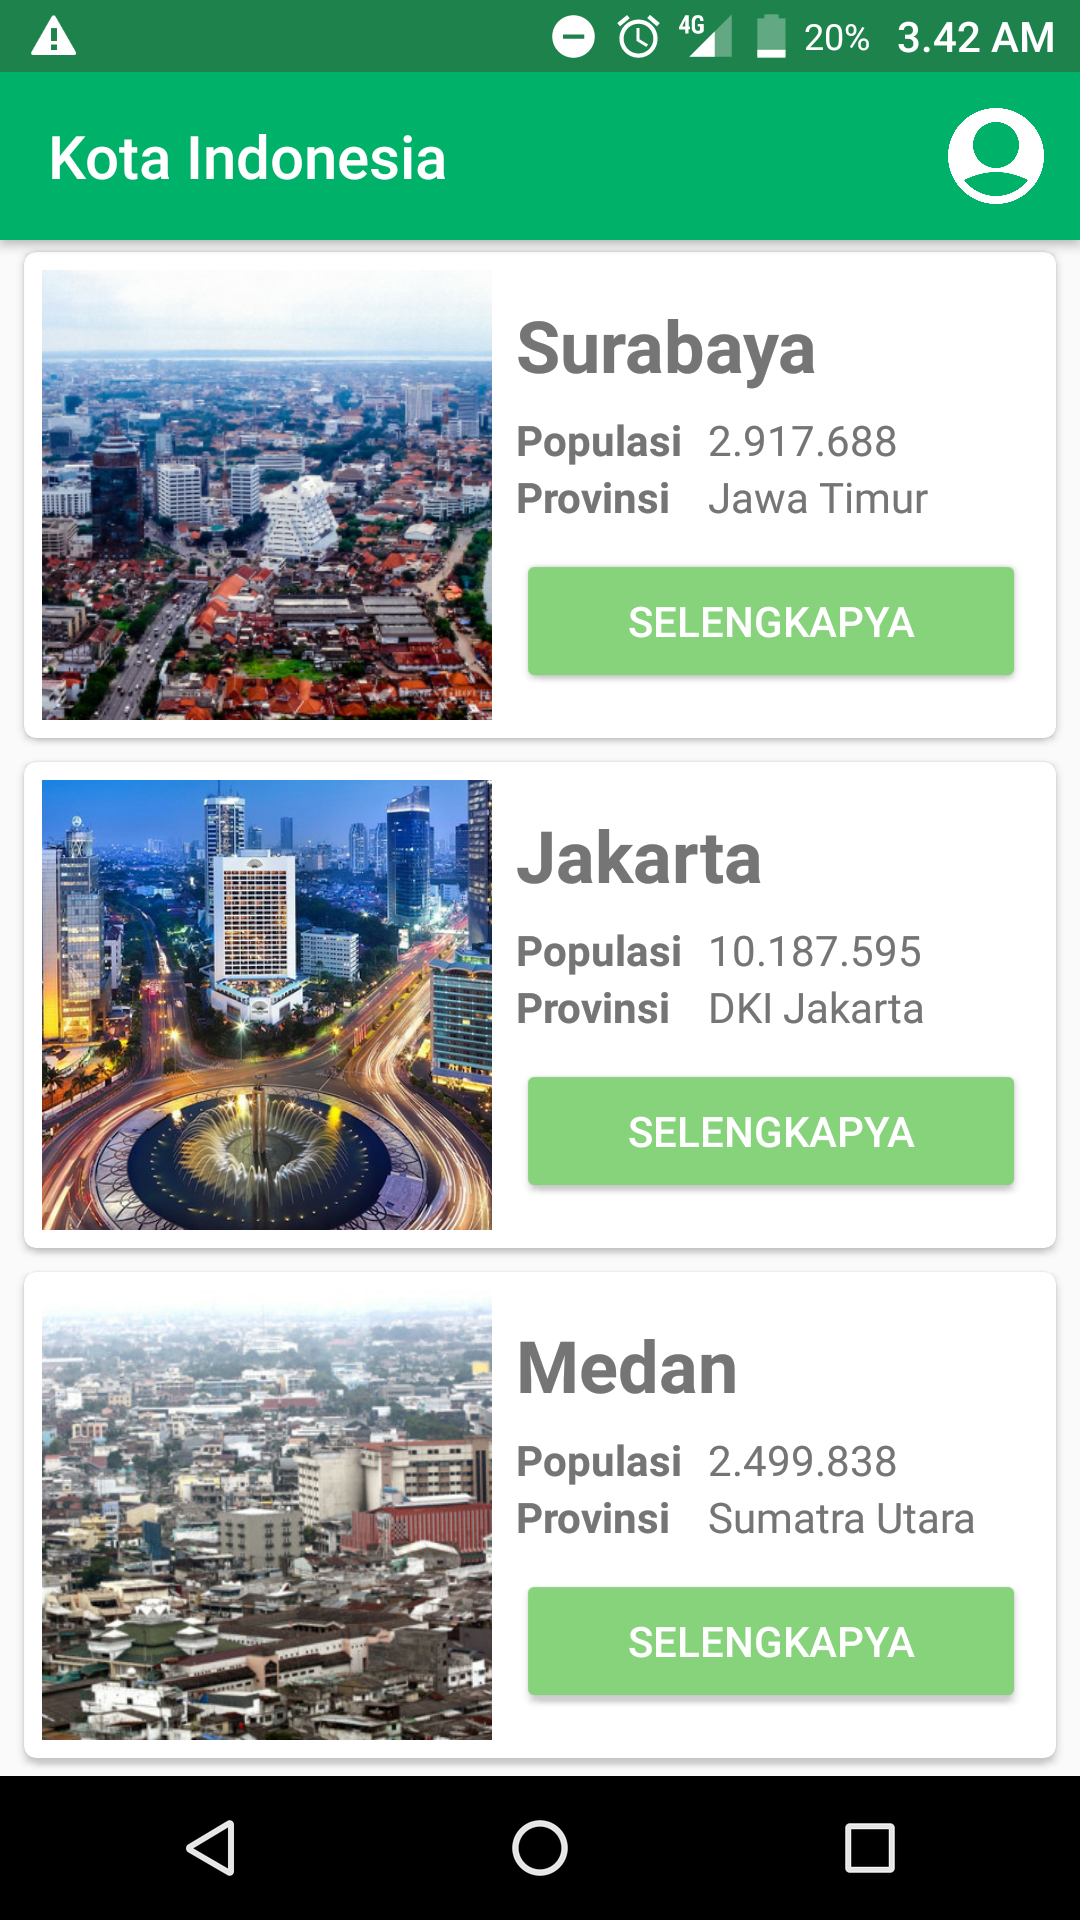 4G 20% 3.42 AM
Kota Indonesia
Surabaya
Populasi 2.917.688
Provinsi Jawa Timur
SELENGKAPYA
Jakarta
Populasi 10.187.595
Provinsi DKI Jakarta
SELENGKAPYA
Medan
Populasi 2.499.838
Provinsi Sumatra Utara
SELENGKAPYA